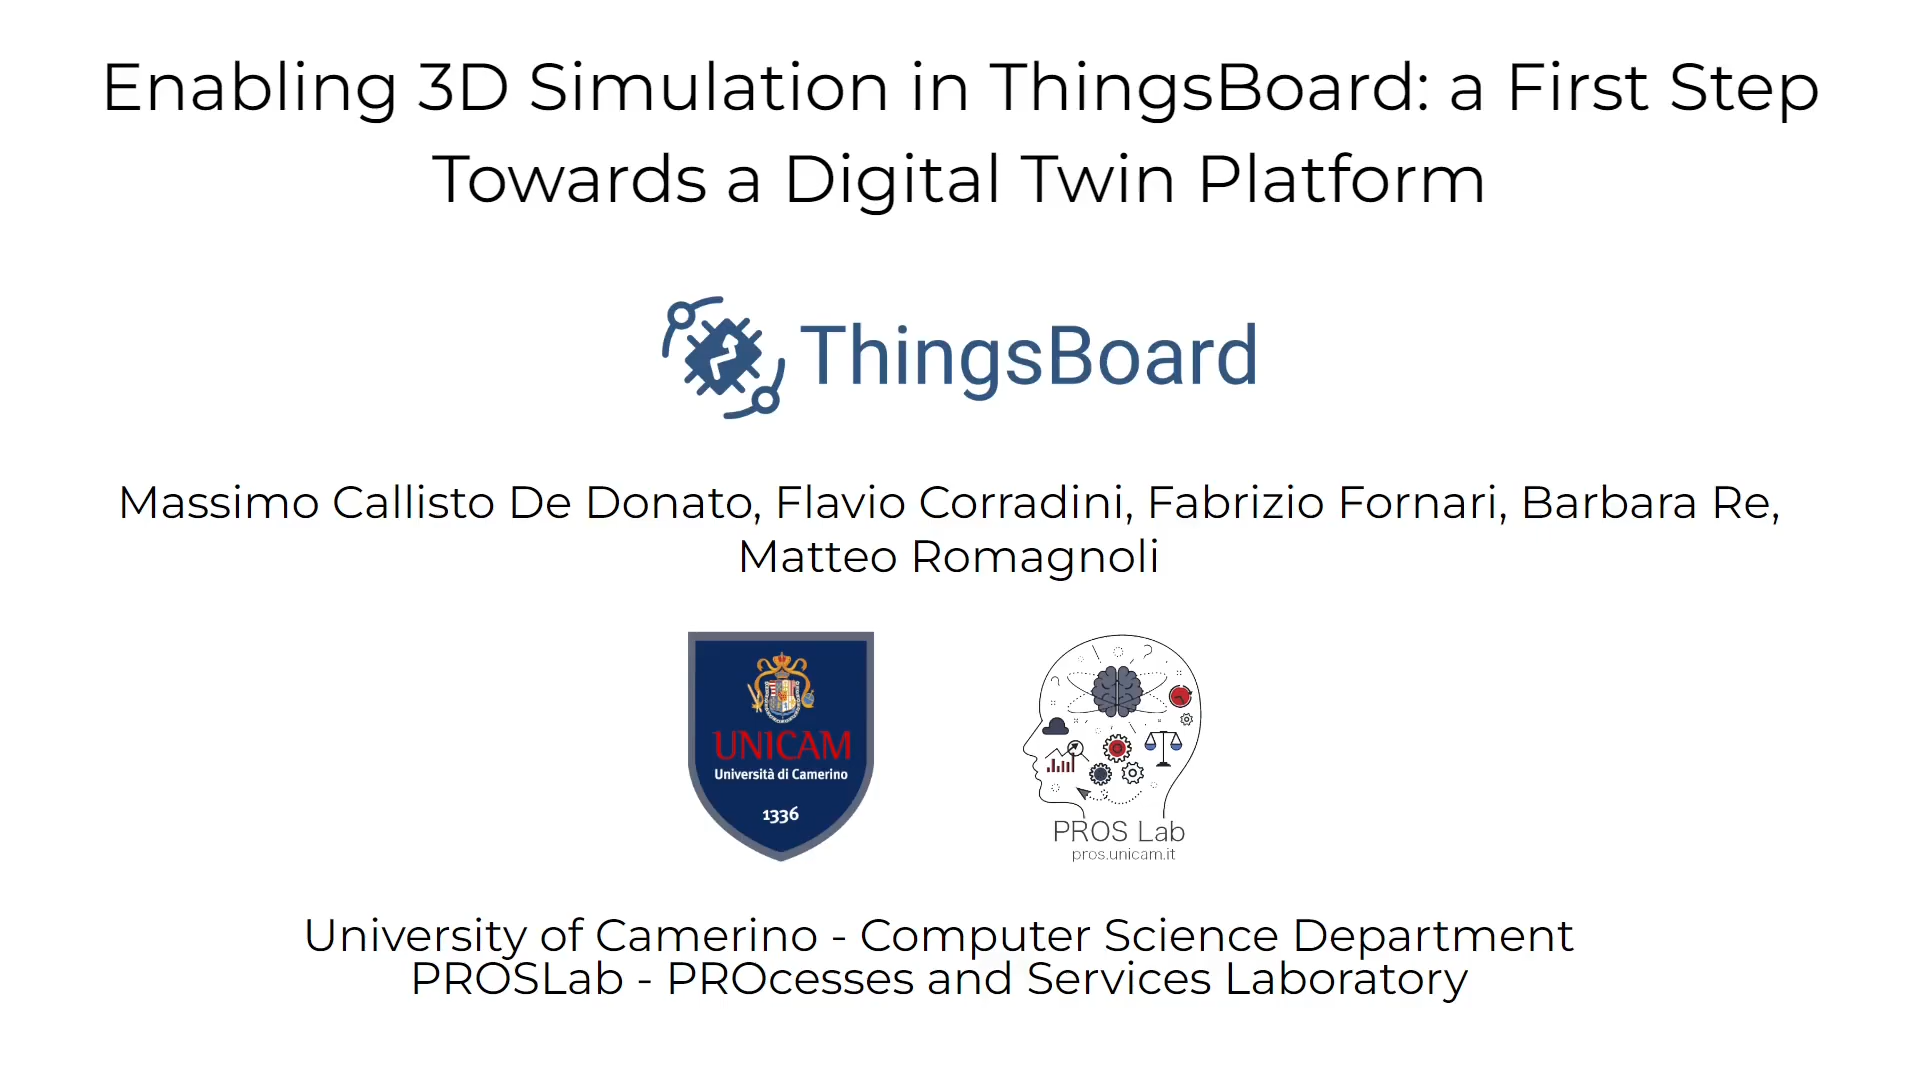 Enabling 3D Simulation in ThingsBoard: a First Step
Towards a Digital Twin Platform
ThingsBoard
Massimo Callisto De Donato, Flavio Corradini, Fabrizio Fornari, Barbara Re,
Matteo Romagnoli
UNICAM
Università di Camerino
1336
PROS Lab
pros.unicam.it
University of Camerino - Computer Science Department
PROSLab - PROcesses and Services Laboratory